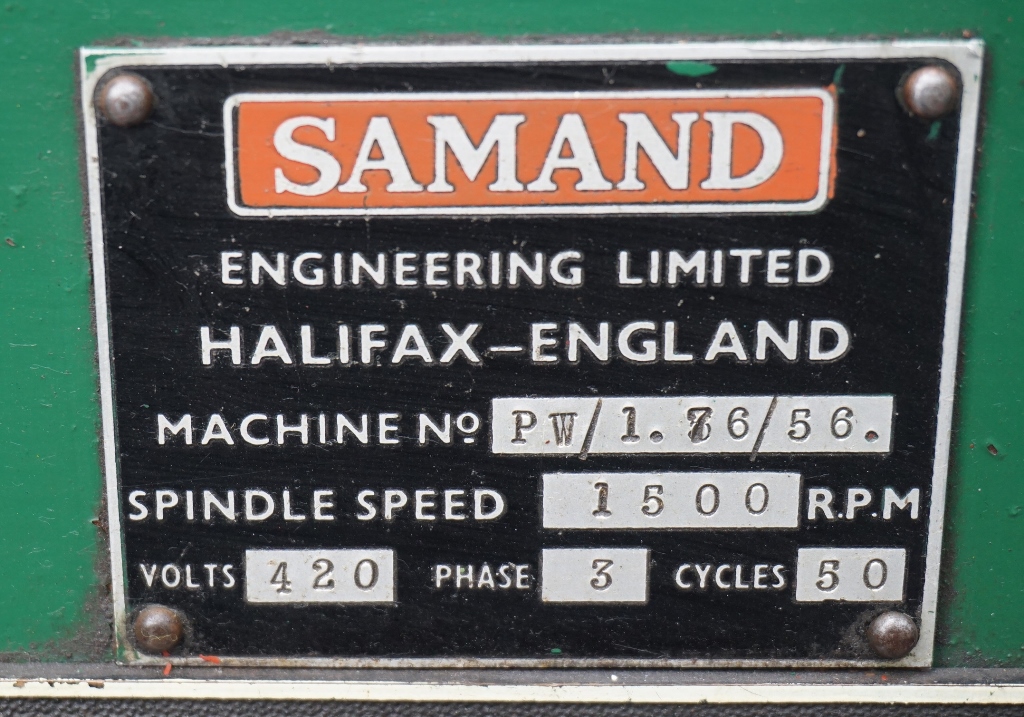 SAMAND
ENGINEERING LIMITED
HALIFAX-ENGLAND
MACHINE Nº PW/1.76/56.
SPINDLE SPEED 1500 R.P.M
VOLTS 420 PHASE 3 CYCLES 50